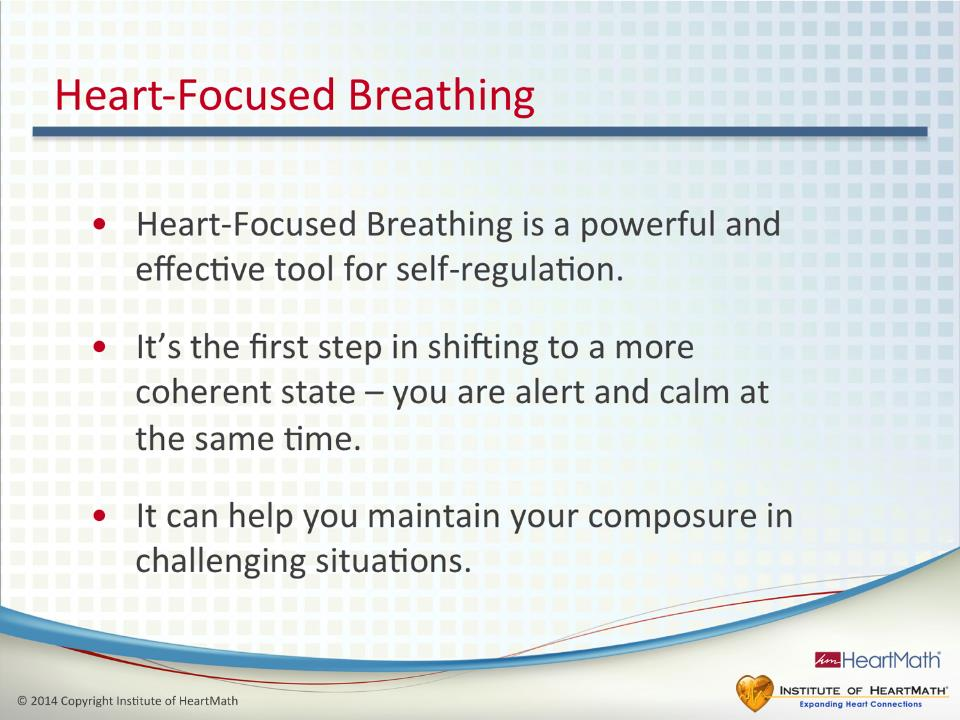 Heart-Focused Breathing
• Heart-Focused Breathing is a powerful and
effective tool for self-regulation.
• It's the first step in shifting to a more
coherent state – you are alert and calm at
the same time.
• It can help you maintain your composure in
challenging situations.
hm HeartMath®
© 2014 Copyright Institute of HeartMath
INSTITUTE OF HEARTMATH®
Expanding Heart Connections